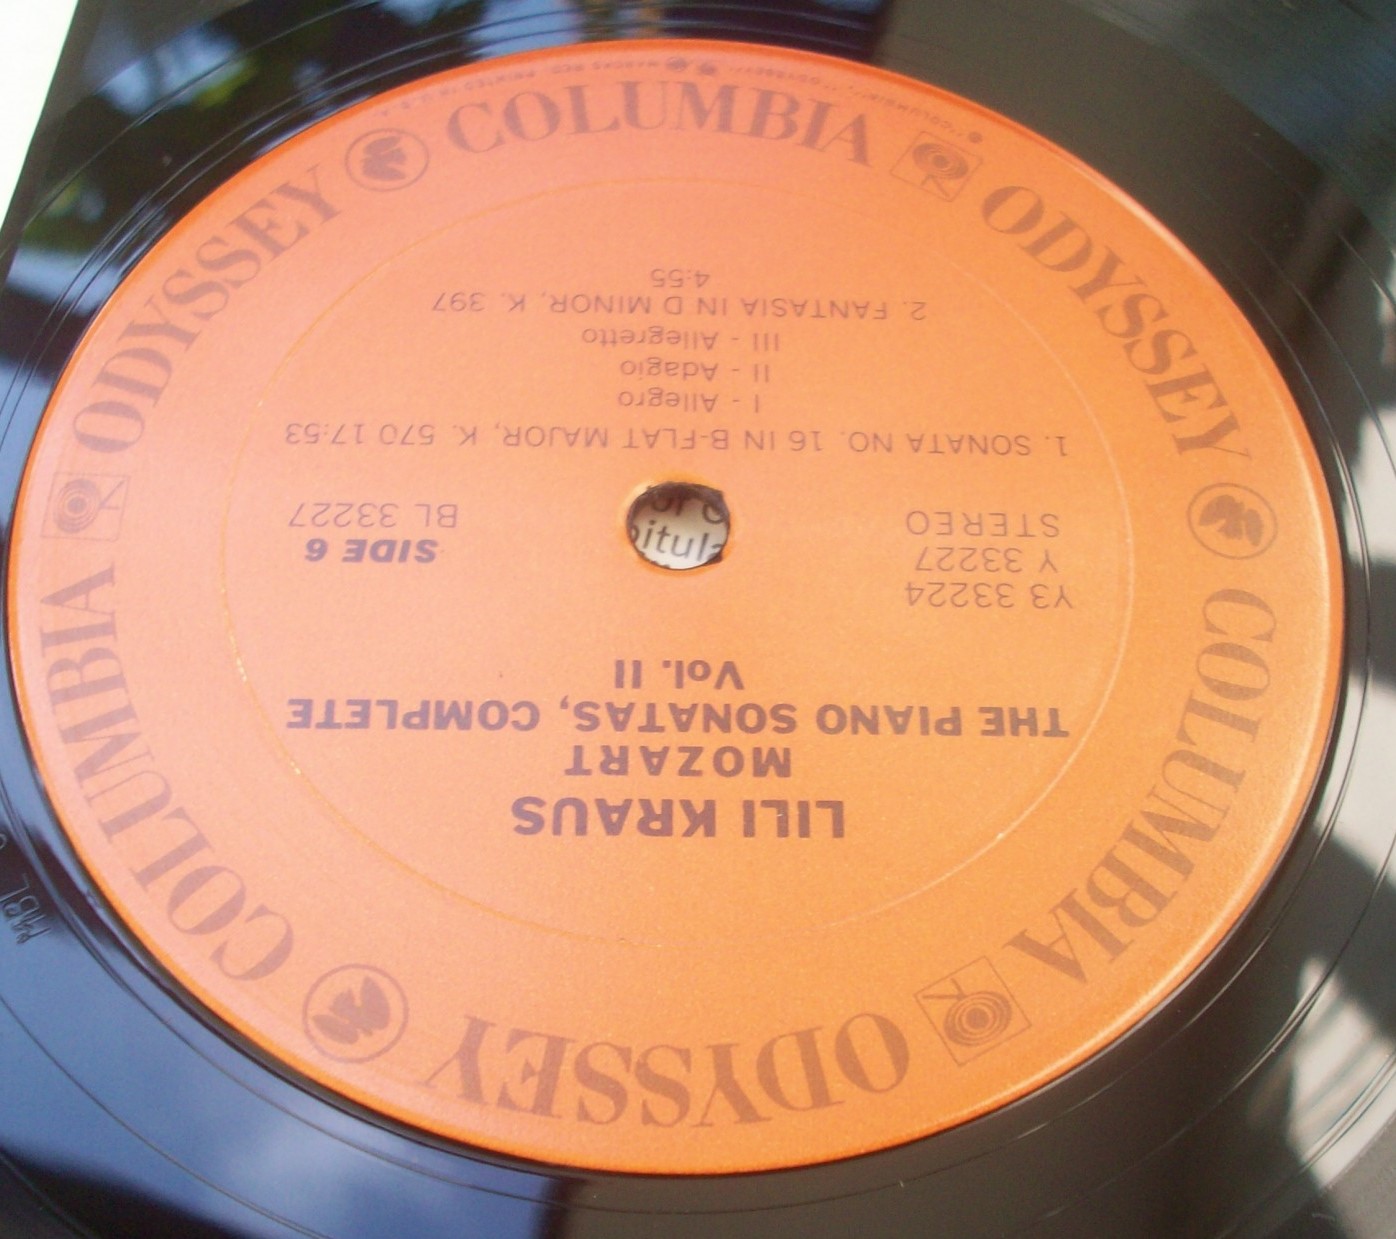 LILI KRAUS
MOZART
THE PIANO SONATAS, COMPLETE
Vol. II
Y3 33224
Y 33227
STEREO
SIDE 6
BL 33227
1. SONATA NO. 16 IN B-FLAT MAJOR, K. 570 17:53
I - Allegro
II - Adagio
III - Allegretto
2. FANTASIA IN D MINOR, K. 397
4:55
COLUMBIA
ODYSSEY
COLUMBIA
ODYSSEY
COLUMBIA
ODYSSEY